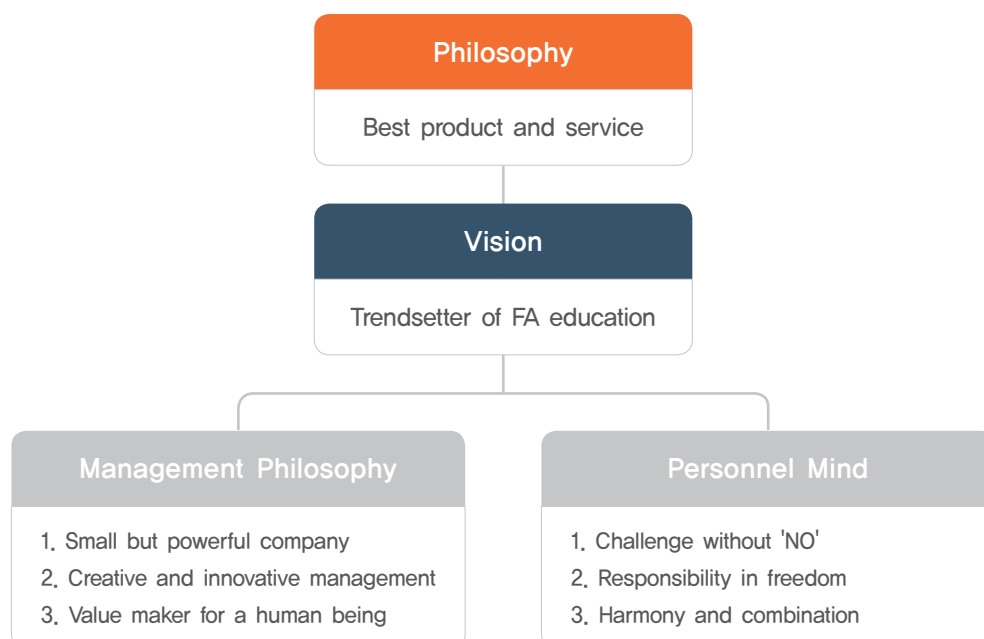 Philosophy
Best product and service
Vision
Trendsetter of FA education
Management Philosophy
1. Small but powerful company
2. Creative and innovative management
3. Value maker for a human being
Personnel Mind
1. Challenge without 'NO'
2. Responsibility in freedom
3. Harmony and combination